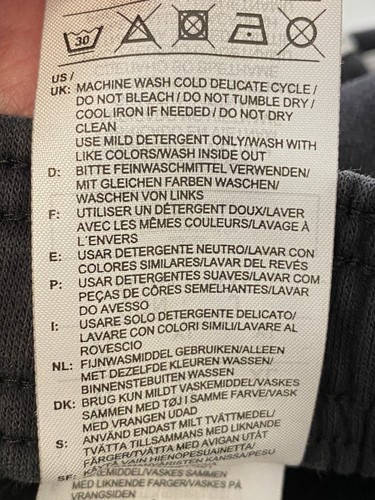 30
US /
UK: MACHINE WASH COLD DELICATE CYCLE /
DO NOT BLEACH / DO NOT TUMBLE DRY /
COOL IRON IF NEEDED / DO NOT DRY
CLEAN
USE MILD DETERGENT ONLY/WASH WITH
LIKE COLORS/WASH INSIDE OUT
D: BITTE FEINWASCHMITTEL VERWENDEN/
MIT GLEICHEN FARBEN WASCHEN/
WASCHEN VON LINKS
F: UTILISER UN DÉTERGENT DOUX/LAVER
AVEC LES MÊMES COULEURS/LAVAGE À
L´ENVERS
E: USAR DETERGENTE NEUTRO/LAVAR CON
COLORES SIMILARES/LAVAR DEL REVÉS
P: USAR DETERGENTES SUAVES/LAVAR COM
PEÇAS DE CÔRES SEMELHANTES/LAVAR
DO AVESSO
I: USARE SOLO DETERGENTE DELICATO/
LAVARE CON COLORI SIMILI/LAVARE AL
ROVESCIO
NL: FIJNWASMIDDEL GEBRUIKEN/ALLEEN
MET DEZELFDE KLEUREN WASSEN/
BINNENSTEBUITEN WASSEN
DK: BRUG KUN MILDT VASKEMIDDEL/VASKES
SAMMEN MED TØJ I SAMME FARVE/VASK
MED VRANGEN UDAD
S: ANVÄND ENDAST MILT TVÄTTMEDEL/
TVÄTTA TILLSAMMANS MED LIKNANDE
FÄRGER/TVÄTTA MED AVIGAN UTÅT
VAIN HIENOPESUAINETTA/
KANSSA/PESU
VASKES SAMMEN
MED LIKNENDE FARGER/VASKES PÅ
VRANGSIDEN